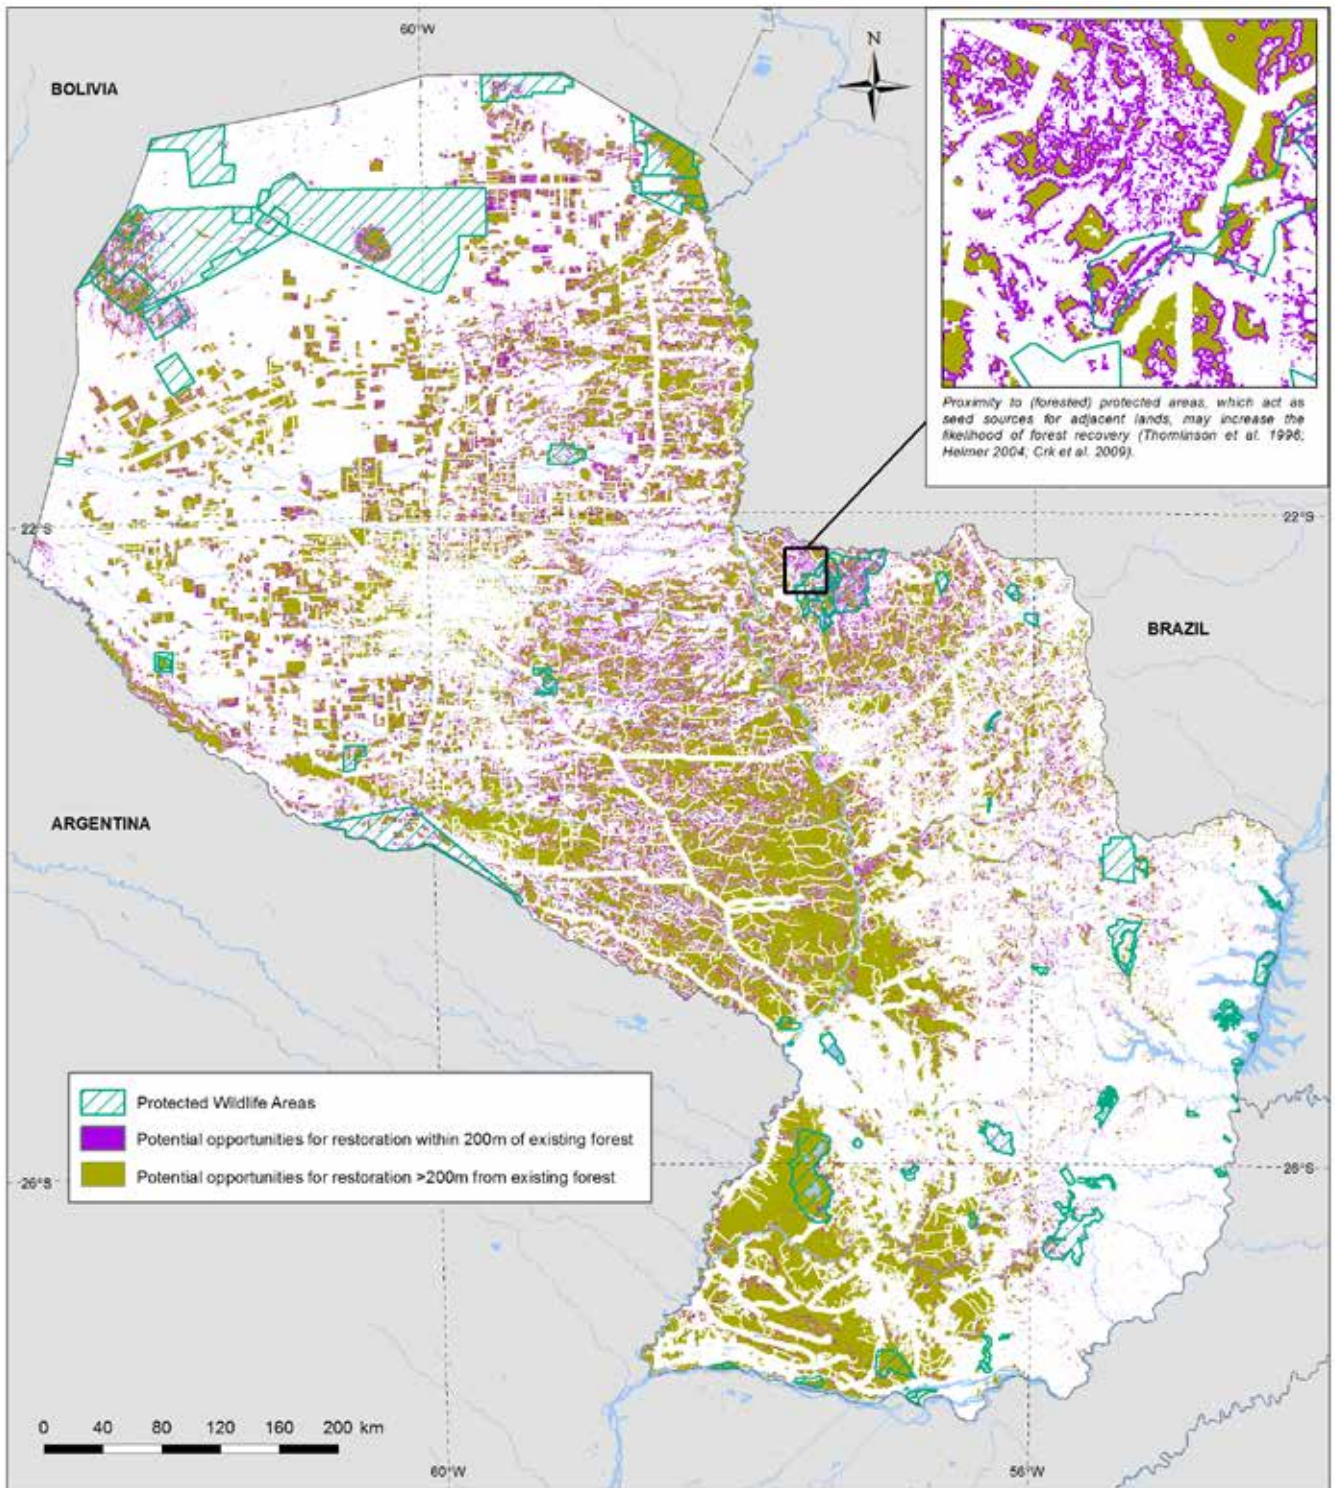 60°W
N
BOLIVIA
Proximity to (forested) protected areas, which act as
seed sources for adjacent lands, may increase the
likelihood of forest recovery (Thomlinson et al. 1996;
Helmer 2004; Crk et al. 2009).
22°S
22°S
BRAZIL
ARGENTINA
Protected Wildlife Areas
Potential opportunities for restoration within 200m of existing forest
Potential opportunities for restoration >200m from existing forest
26°S
26°S
0 40 80 120 160 200 km
60°W
56°W